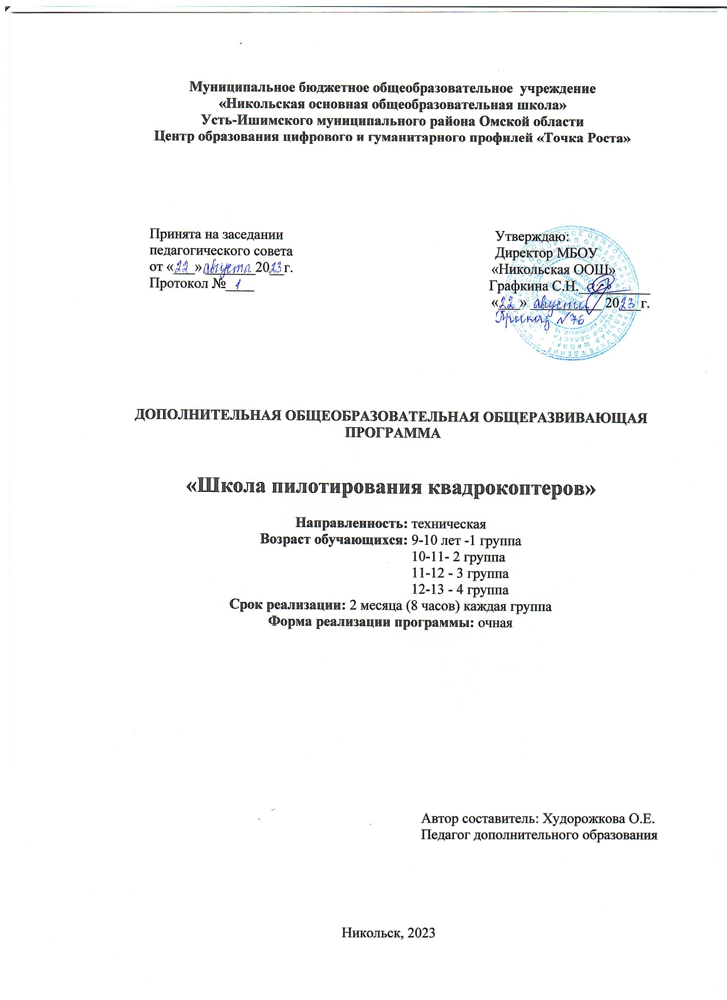 Муниципальное бюджетное общеобразовательное учреждение
«Никольская основная общеобразовательная школа»
Усть-Ишимского муниципального района Омской области
Центр образования цифрового и гуманитарного профилей «Точка Роста»
Принята на заседании
педагогического совета
от «22» августа 2023 г.
Протокол № 1
Утверждаю:
Директор МБОУ
«Никольская ООШ»
Графкина С.Н.
«22» августа 2023 г.
Приказ №76
ДОПОЛНИТЕЛЬНАЯ ОБЩЕОБРАЗОВАТЕЛЬНАЯ ОБЩЕРАЗВИВАЮЩАЯ
ПРОГРАММА
«Школа пилотирования квадрокоптеров»
Направленность: техническая
Возраст обучающихся: 9-10 лет -1 группа
10-11- 2 группа
11-12 - 3 группа
12-13 - 4 группа
Срок реализации: 2 месяца (8 часов) каждая группа
Форма реализации программы: очная
Автор составитель: Худорожкова О.Е.
Педагог дополнительного образования
Никольск, 2023